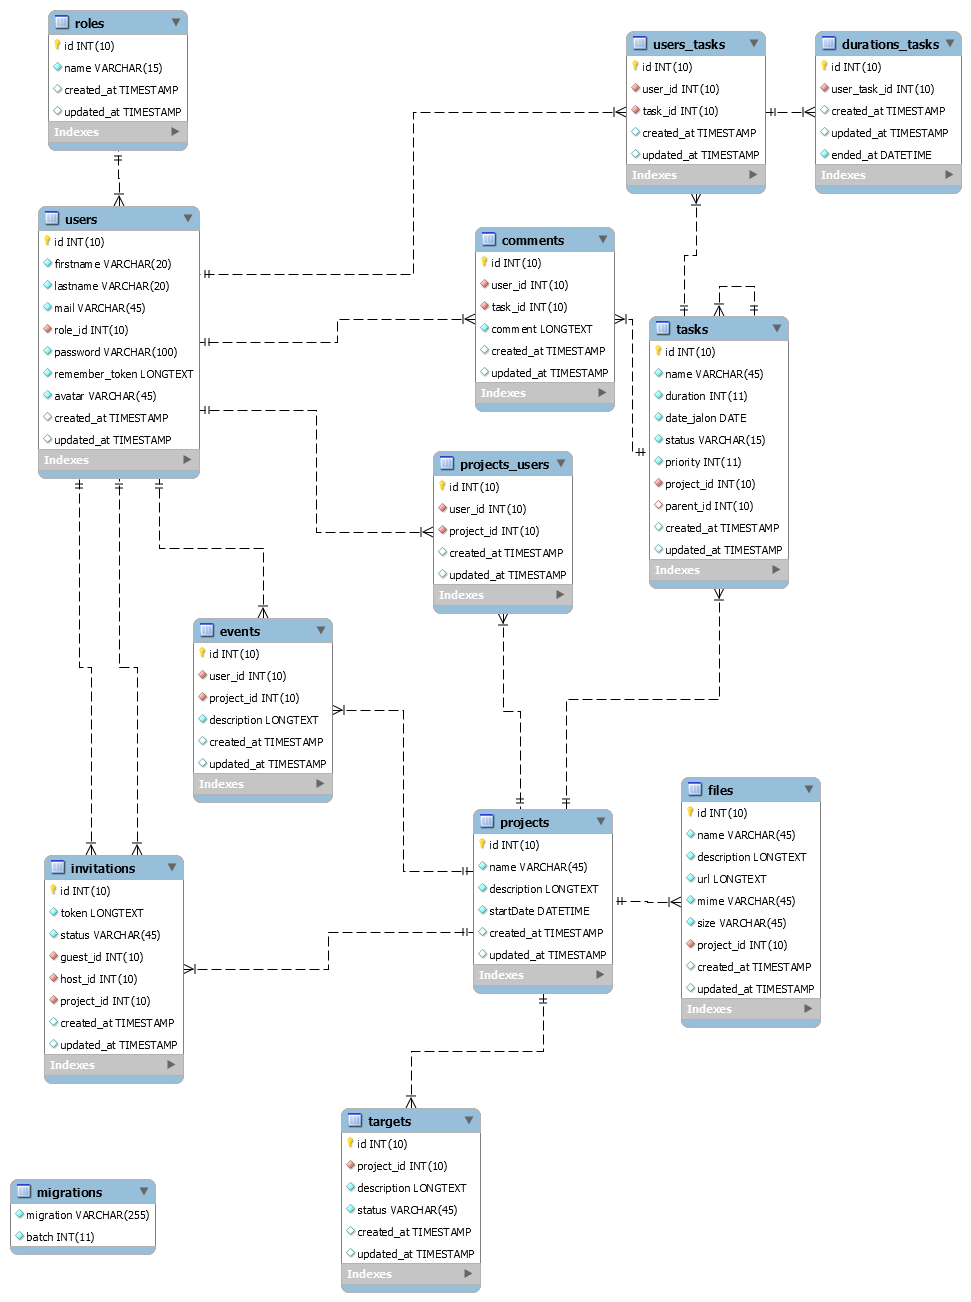 roles
id INT(10)
name VARCHAR(15)
created_at TIMESTAMP
updated_at TIMESTAMP
Indexes
users_tasks
id INT(10)
user_id INT(10)
task_id INT(10)
created_at TIMESTAMP
updated_at TIMESTAMP
Indexes
durations_tasks
id INT(10)
user_task_id INT(10)
created_at TIMESTAMP
updated_at TIMESTAMP
ended_at DATETIME
Indexes
users
id INT(10)
firstname VARCHAR(20)
lastname VARCHAR(20)
mail VARCHAR(45)
role_id INT(10)
password VARCHAR(100)
remember_token LONGTEXT
avatar VARCHAR(45)
created_at TIMESTAMP
updated_at TIMESTAMP
Indexes
comments
id INT(10)
user_id INT(10)
task_id INT(10)
comment LONGTEXT
created_at TIMESTAMP
updated_at TIMESTAMP
Indexes
tasks
id INT(10)
name VARCHAR(45)
duration INT(11)
date_jalon DATE
status VARCHAR(15)
priority INT(11)
project_id INT(10)
parent_id INT(10)
created_at TIMESTAMP
updated_at TIMESTAMP
Indexes
projects_users
id INT(10)
user_id INT(10)
project_id INT(10)
created_at TIMESTAMP
updated_at TIMESTAMP
Indexes
events
id INT(10)
user_id INT(10)
project_id INT(10)
description LONGTEXT
created_at TIMESTAMP
updated_at TIMESTAMP
Indexes
projects
id INT(10)
name VARCHAR(45)
description LONGTEXT
startDate DATETIME
created_at TIMESTAMP
updated_at TIMESTAMP
Indexes
files
id INT(10)
name VARCHAR(45)
description LONGTEXT
url LONGTEXT
mime VARCHAR(45)
size VARCHAR(45)
project_id INT(10)
created_at TIMESTAMP
updated_at TIMESTAMP
Indexes
invitations
id INT(10)
token LONGTEXT
status VARCHAR(45)
guest_id INT(10)
host_id INT(10)
project_id INT(10)
created_at TIMESTAMP
updated_at TIMESTAMP
Indexes
targets
id INT(10)
project_id INT(10)
description LONGTEXT
status VARCHAR(45)
created_at TIMESTAMP
updated_at TIMESTAMP
Indexes
migrations
migration VARCHAR(255)
batch INT(11)